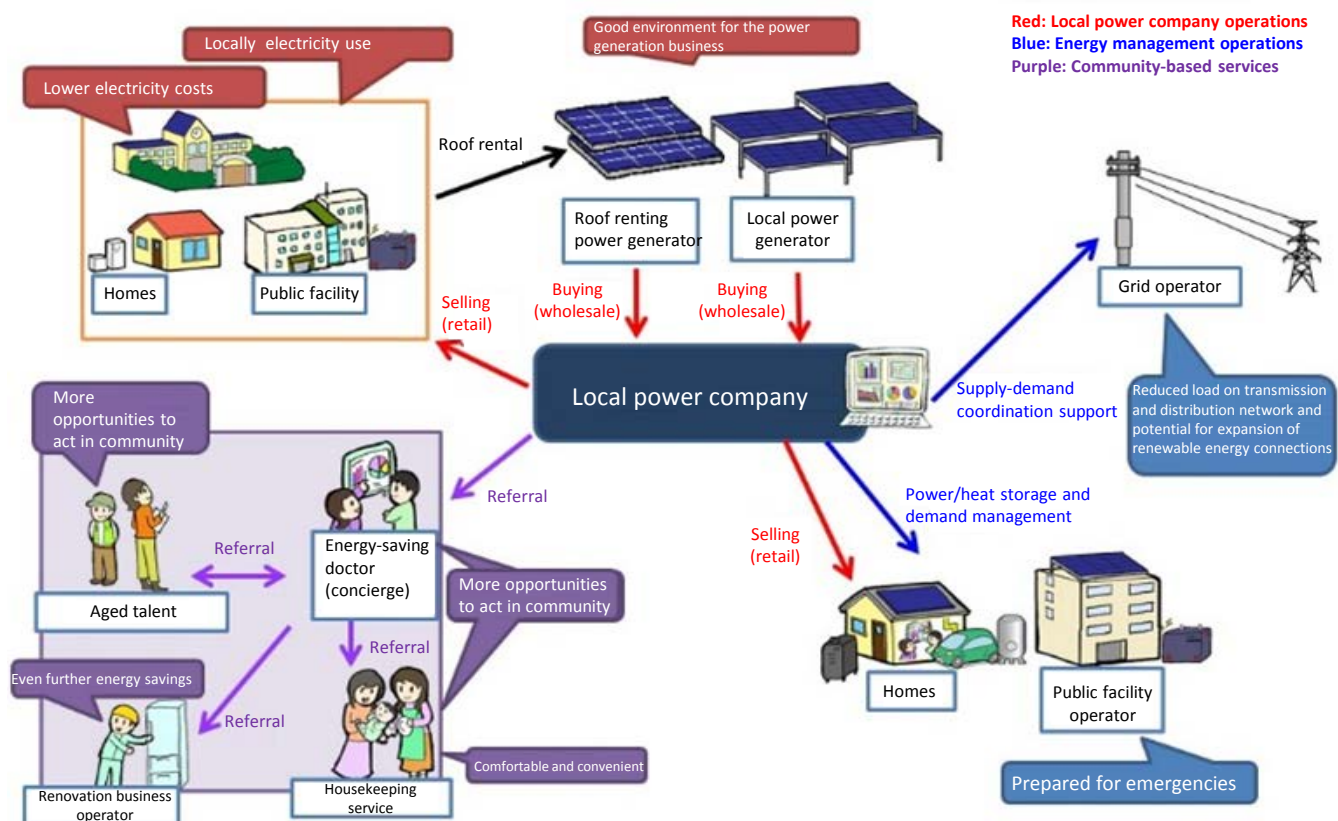 Red: Local power company operations
Blue: Energy management operations
Purple: Community-based services
Locally electricity use
Lower electricity costs
Good environment for the power
generation business
Roof rental
Homes
Public facility
Roof renting
power generator
Local power
generator
Grid operator
Selling
(retail)
Buying
(wholesale)
Buying
(wholesale)
Local power company
Supply-demand
coordination support
Reduced load on transmission
and distribution network and
potential for expansion of
renewable energy connections
More
opportunities to
act in community
Referral
Power/heat storage and
demand management
Selling
(retail)
Referral
Aged talent
Energy-saving
doctor
(concierge)
More opportunities
to act in community
Referral
Even further energy savings
Referral
Homes
Public facility
operator
Comfortable and convenient
Renovation business
operator
Housekeeping
service
Prepared for emergencies